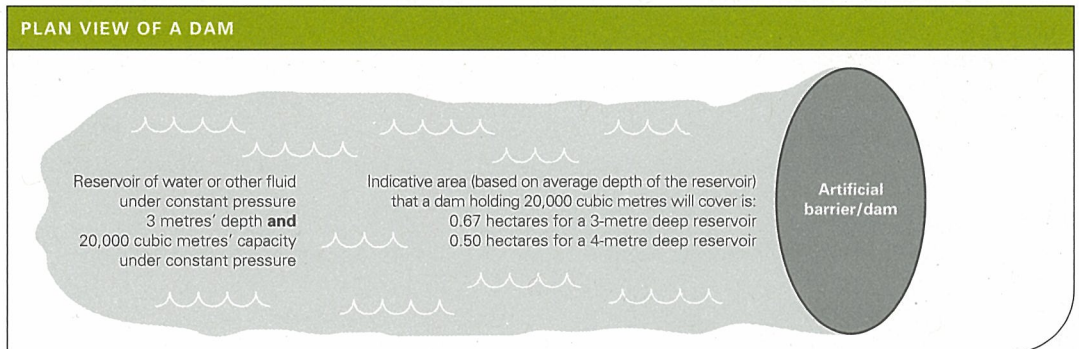 PLAN VIEW OF A DAM
Reservoir of water or other fluid
under constant pressure
3 metres’ depth and
20,000 cubic metres’ capacity
under constant pressure
Indicative area (based on average depth of the reservoir)
that a dam holding 20,000 cubic metres will cover is:
0.67 hectares for a 3-metre deep reservoir
0.50 hectares for a 4-metre deep reservoir
Artificial
barrier/dam